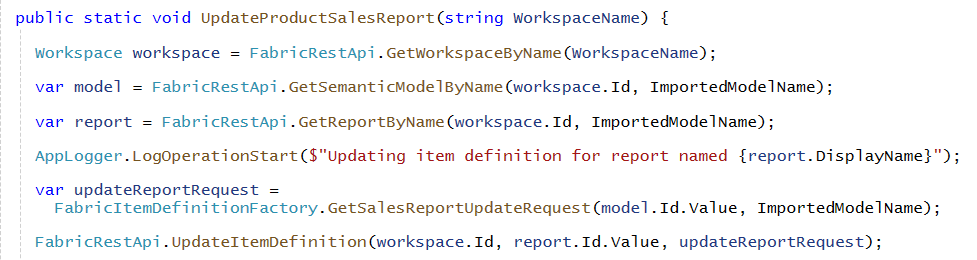 public static void UpdateProductSalesReport(string WorkspaceName) {
Workspace workspace = FabricRestApi.GetWorkspaceByName(WorkspaceName);
var model = FabricRestApi.GetSemanticModelByName(workspace.Id, ImportedModelName);
var report = FabricRestApi.GetReportByName(workspace.Id, ImportedModelName);
AppLogger.LogOperationStart($"Updating item definition for report named {report.DisplayName}");
var updateReportRequest =
FabricItemDefinitionFactory.GetSalesReportUpdateRequest(model.Id.Value, ImportedModelName);
FabricRestApi.UpdateItemDefinition(workspace.Id, report.Id.Value, updateReportRequest);